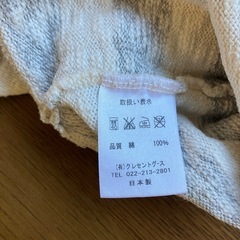 取扱い表示
品質 綿 100%
(有)クレセントグース
TEL 022-213-2801
日本製